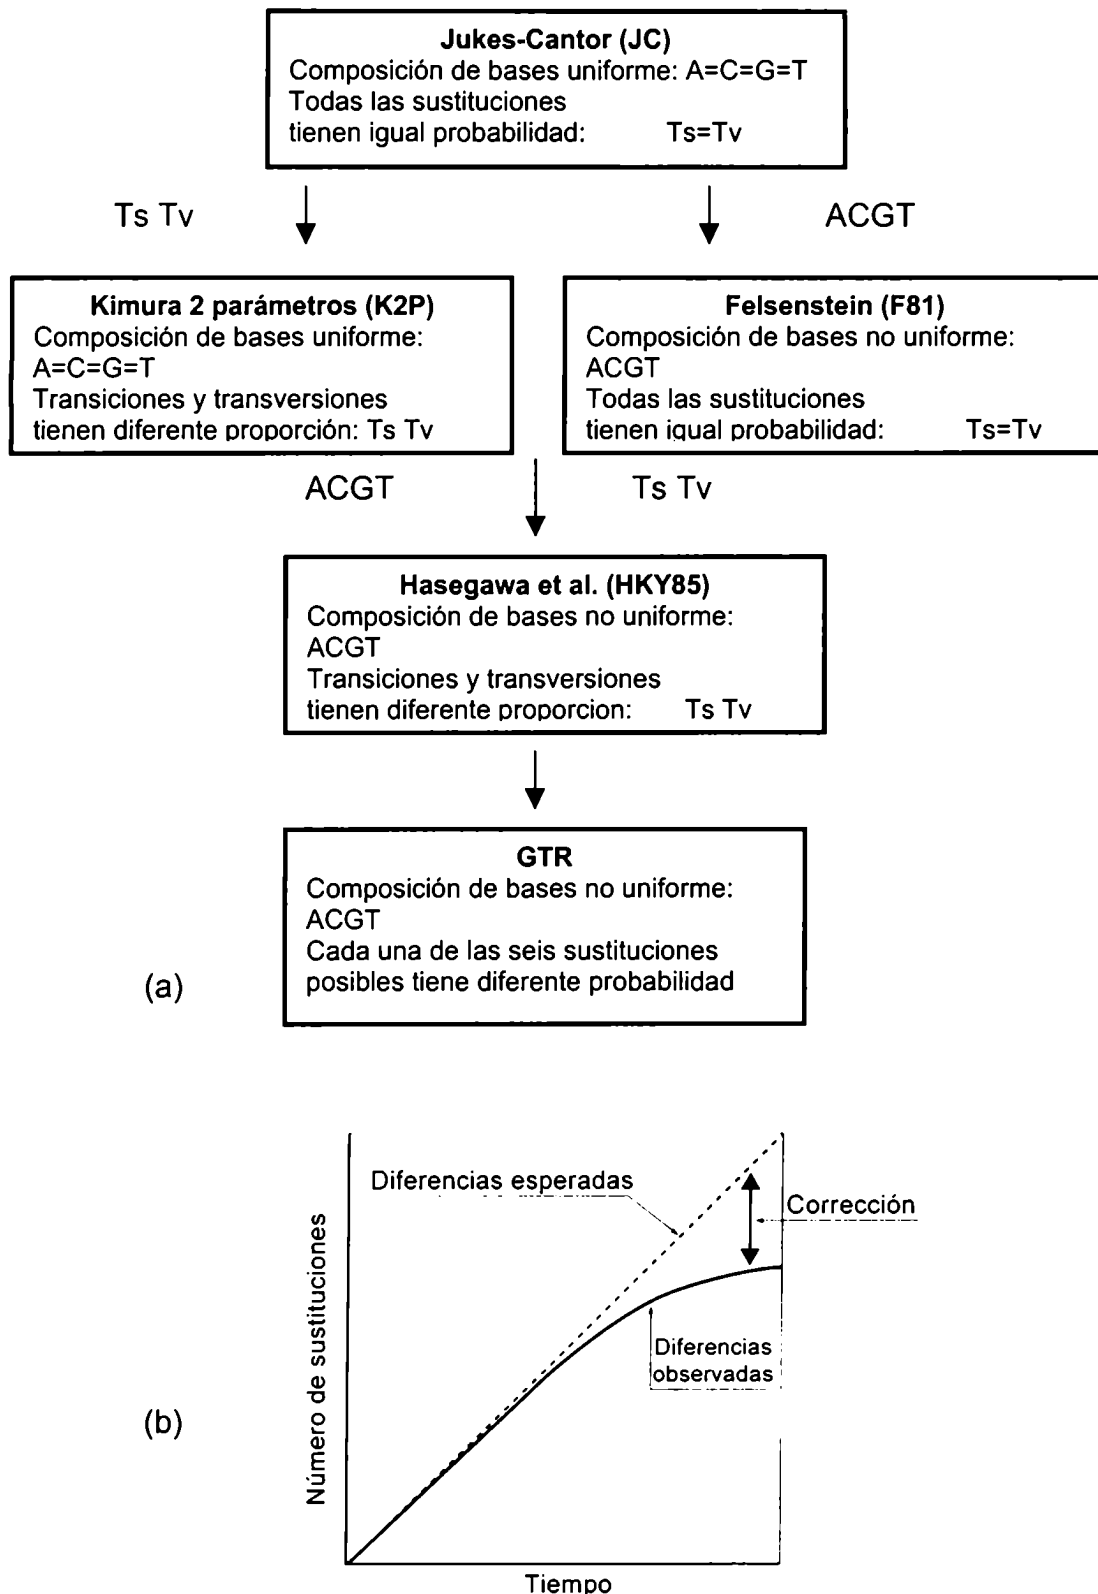 Jukes-Cantor (JC)
Composición de bases uniforme: A=C=G=T
Todas las sustituciones
tienen igual probabilidad: Ts=Tv
Ts Tv
ACGT
Kimura 2 parámetros (K2P)
Composición de bases uniforme:
A=C=G=T
Transiciones y transversiones
tienen diferente proporción: Ts Tv
Felsenstein (F81)
Composición de bases no uniforme:
ACGT
Todas las sustituciones
tienen igual probabilidad: Ts=Tv
ACGT
Ts Tv
Hasegawa et al. (HKY85)
Composición de bases no uniforme:
ACGT
Transiciones y transversiones
tienen diferente proporcion: Ts Tv
GTR
Composición de bases no uniforme:
ACGT
Cada una de las seis sustituciones
posibles tiene diferente probabilidad
(a)
Diferencias esperadas
Corrección
Diferencias
observadas
Número de sustituciones
(b)
Tiempo